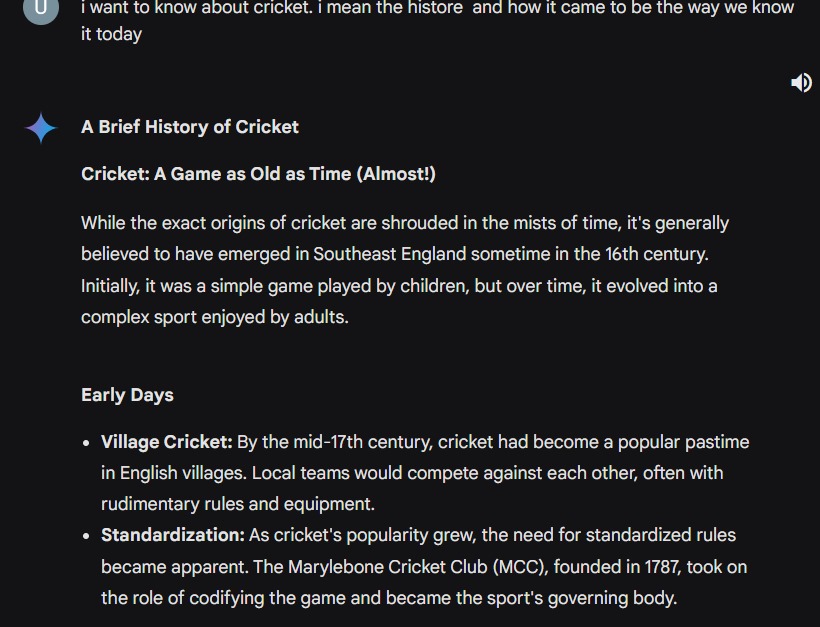 U
i want to know about cricket. i mean the histore  and how it came to be the way we know
it today
A Brief History of Cricket
Cricket: A Game as Old as Time (Almost!)
While the exact origins of cricket are shrouded in the mists of time, it's generally
believed to have emerged in Southeast England sometime in the 16th century.
Initially, it was a simple game played by children, but over time, it evolved into a
complex sport enjoyed by adults.
Early Days
• Village Cricket: By the mid-17th century, cricket had become a popular pastime
in English villages. Local teams would compete against each other, often with
rudimentary rules and equipment.
• Standardization: As cricket's popularity grew, the need for standardized rules
became apparent. The Marylebone Cricket Club (MCC), founded in 1787, took on
the role of codifying the game and became the sport's governing body.